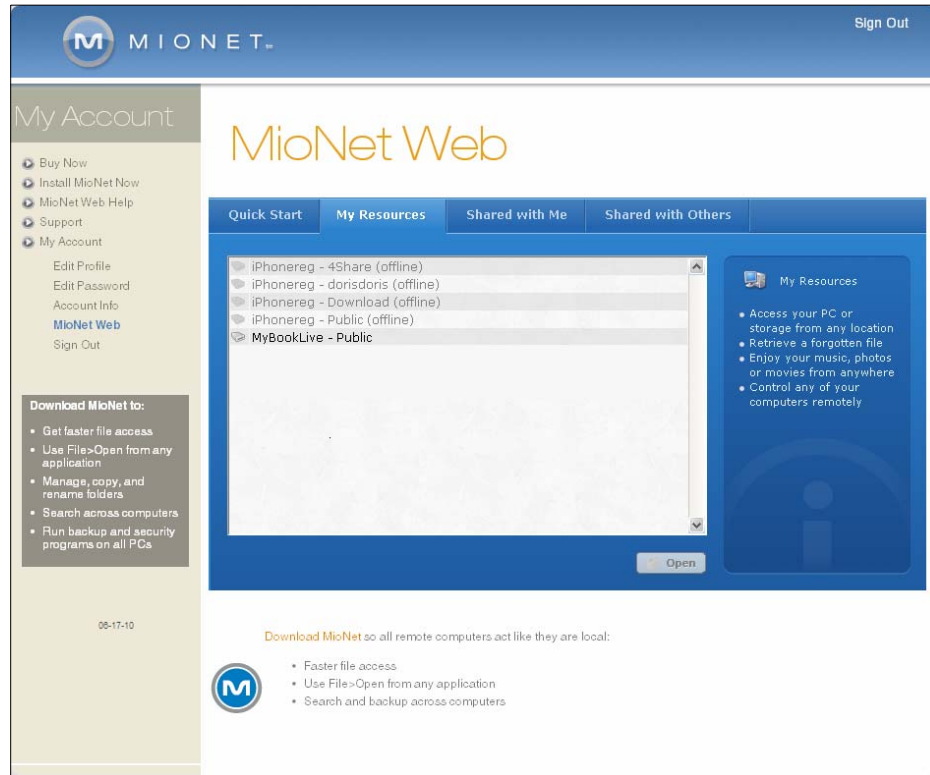 Sign Out
M MIONET™
My Account
Buy Now
Install MioNet Now
MioNet Web Help
Support
My Account
Edit Profile
Edit Password
Account Info
MioNet Web
Sign Out
Download MioNet to:
• Get faster file access
• Use File>Open from any
application
• Manage, copy, and
rename folders
• Search across computers
• Run backup and security
programs on all PCs
06-17-10
MioNet Web
Quick Start My Resources Shared with Me Shared with Others
iPhonereg - 4Share (offline)
iPhonereg - dorisdoris (offline)
iPhonereg - Download (offline)
iPhonereg - Public (offline)
MyBookLive - Public
Open
My Resources
• Access your PC or
storage from any location
• Retrieve a forgotten file
• Enjoy your music, photos
or movies from anywhere
• Control any of your
computers remotely
Download MioNet so all remote computers act like they are local:
M
• Faster file access
• Use File>Open from any application
• Search and backup across computers